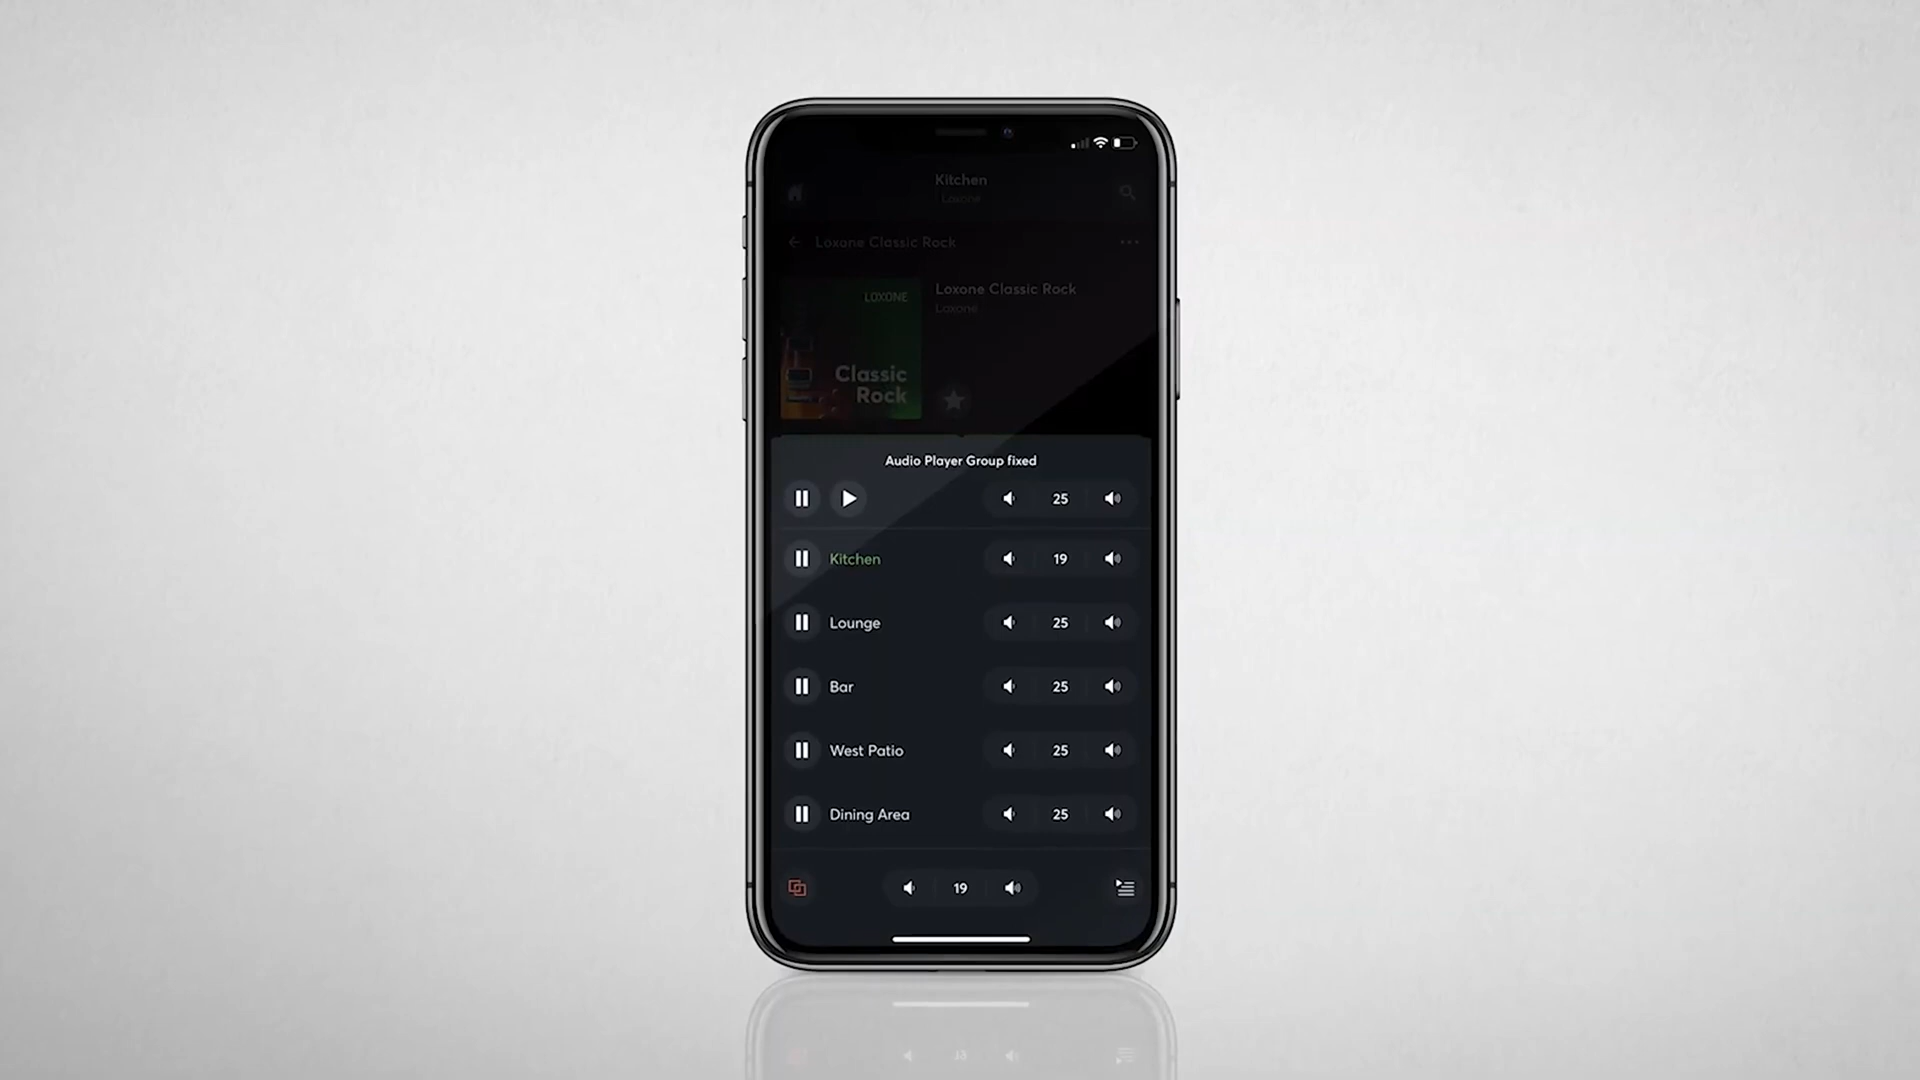 Kitchen
Loxone
Loxone Classic Rock
LOXONE
Classic
Rock
Loxone Classic Rock
Loxone
Audio Player Group fixed
25
Kitchen 19
Lounge 25
Bar 25
West Patio 25
Dining Area 25
19